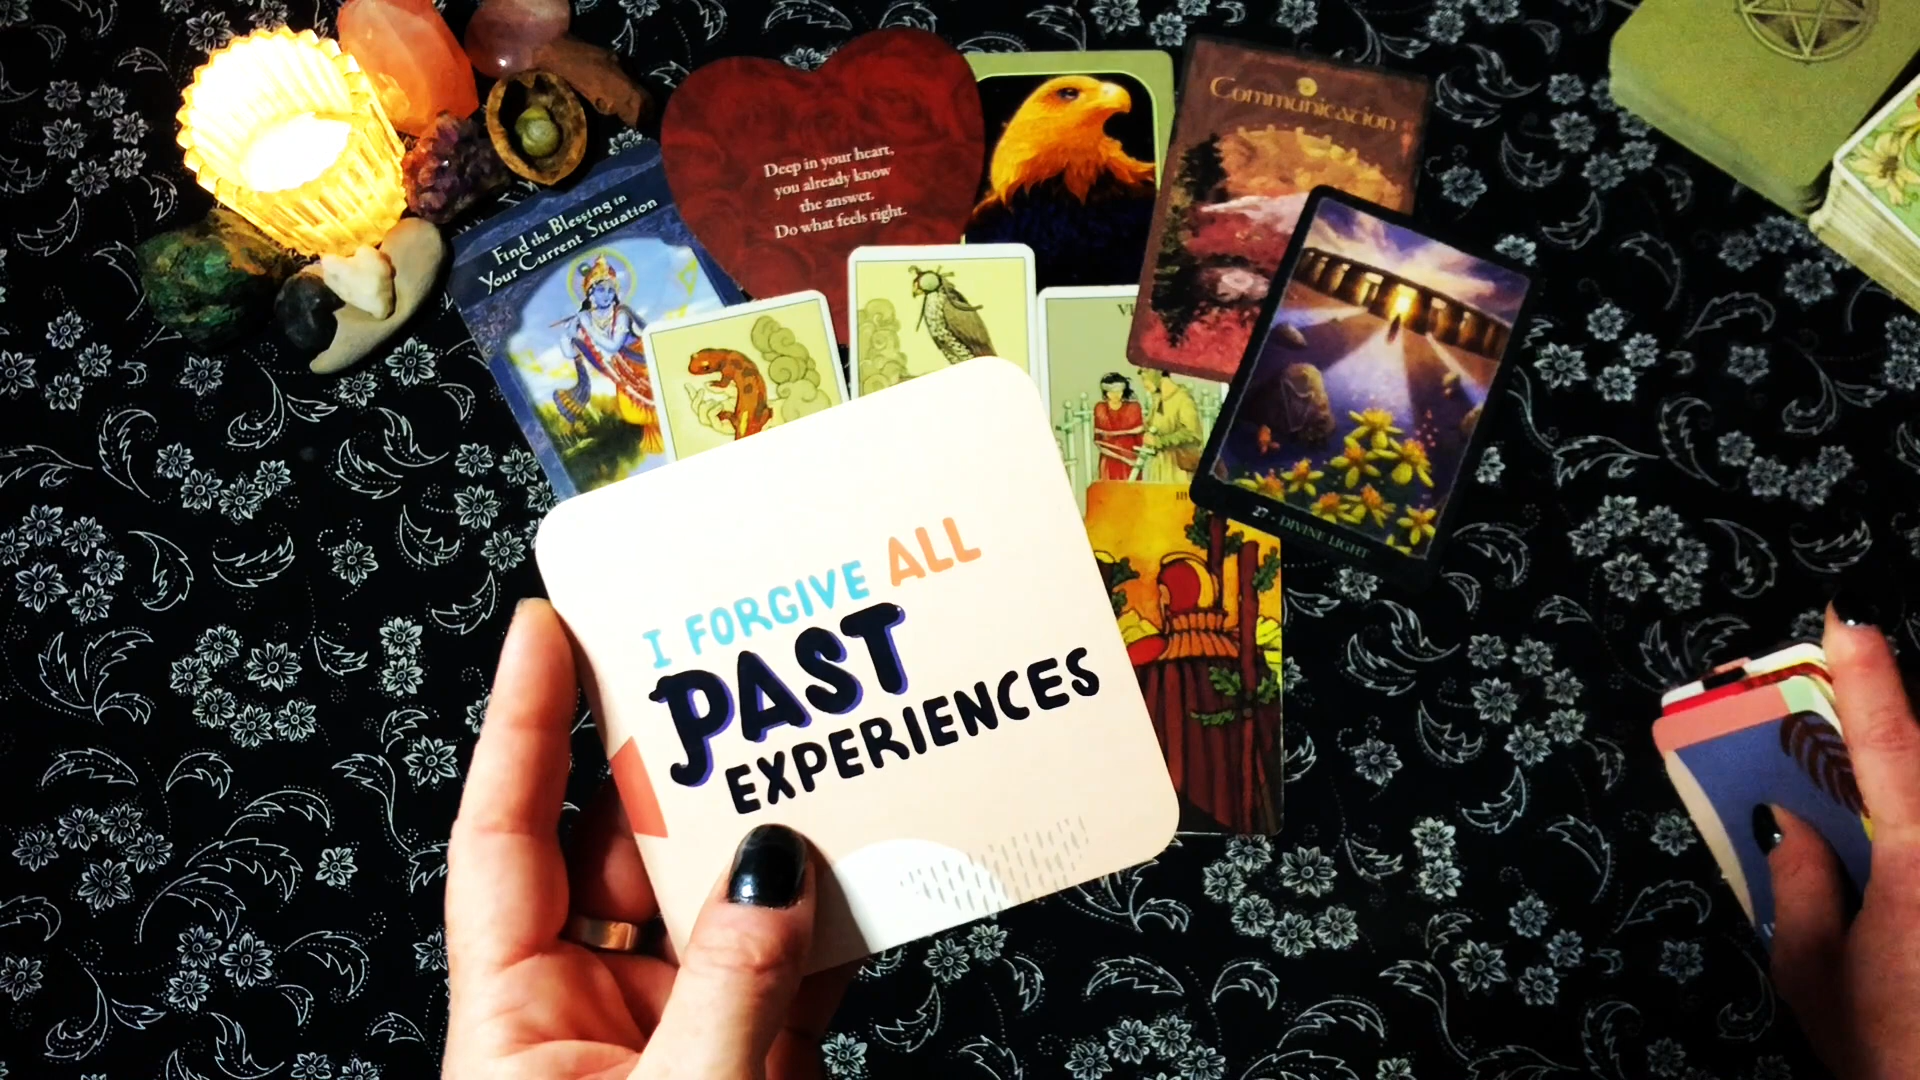 Find the Blessing in
Your Current Situation
Deep in your heart,
you already know
the answer.
Do what feels right.
Communication
27 - DIVINE LIGHT
I FORGIVE ALL
PAST
EXPERIENCES